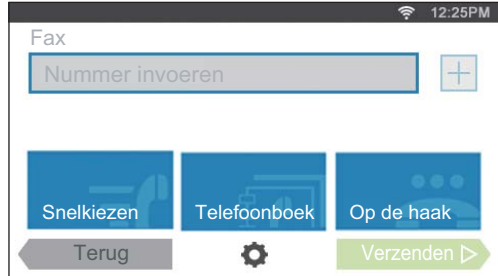 12:25PM
Fax
Nummer invoeren
Snelkiezen Telefoonboek Op de haak
Terug Verzenden